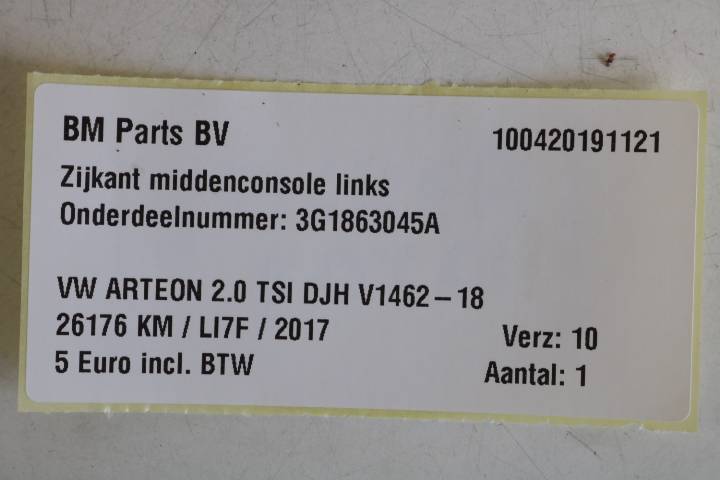 BM Parts BV 100420191121
Zijkant middenconsole links
Onderdeelnummer: 3G1863045A
VW ARTEON 2.0 TSI DJH V1462-18
26176 KM / LI7F / 2017 Verz: 10
5 Euro incl. BTW Aantal: 1